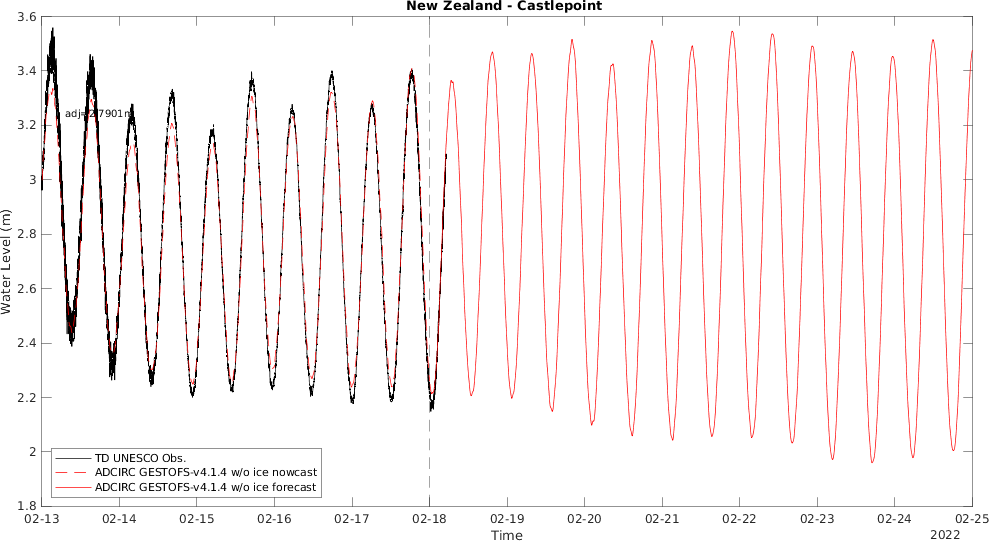 New Zealand - Castlepoint
3.6
3.4
3.2
3
2.8
2.6
2.4
2.2
2
1.8
Water Level (m)
adj=2.7901m
TD UNESCO Obs.
ADCIRC GESTOFS-v4.1.4 w/o ice nowcast
ADCIRC GESTOFS-v4.1.4 w/o ice forecast
02-13 02-14 02-15 02-16 02-17 02-18 02-19 02-20 02-21 02-22 02-23 02-24 02-25
Time
2022